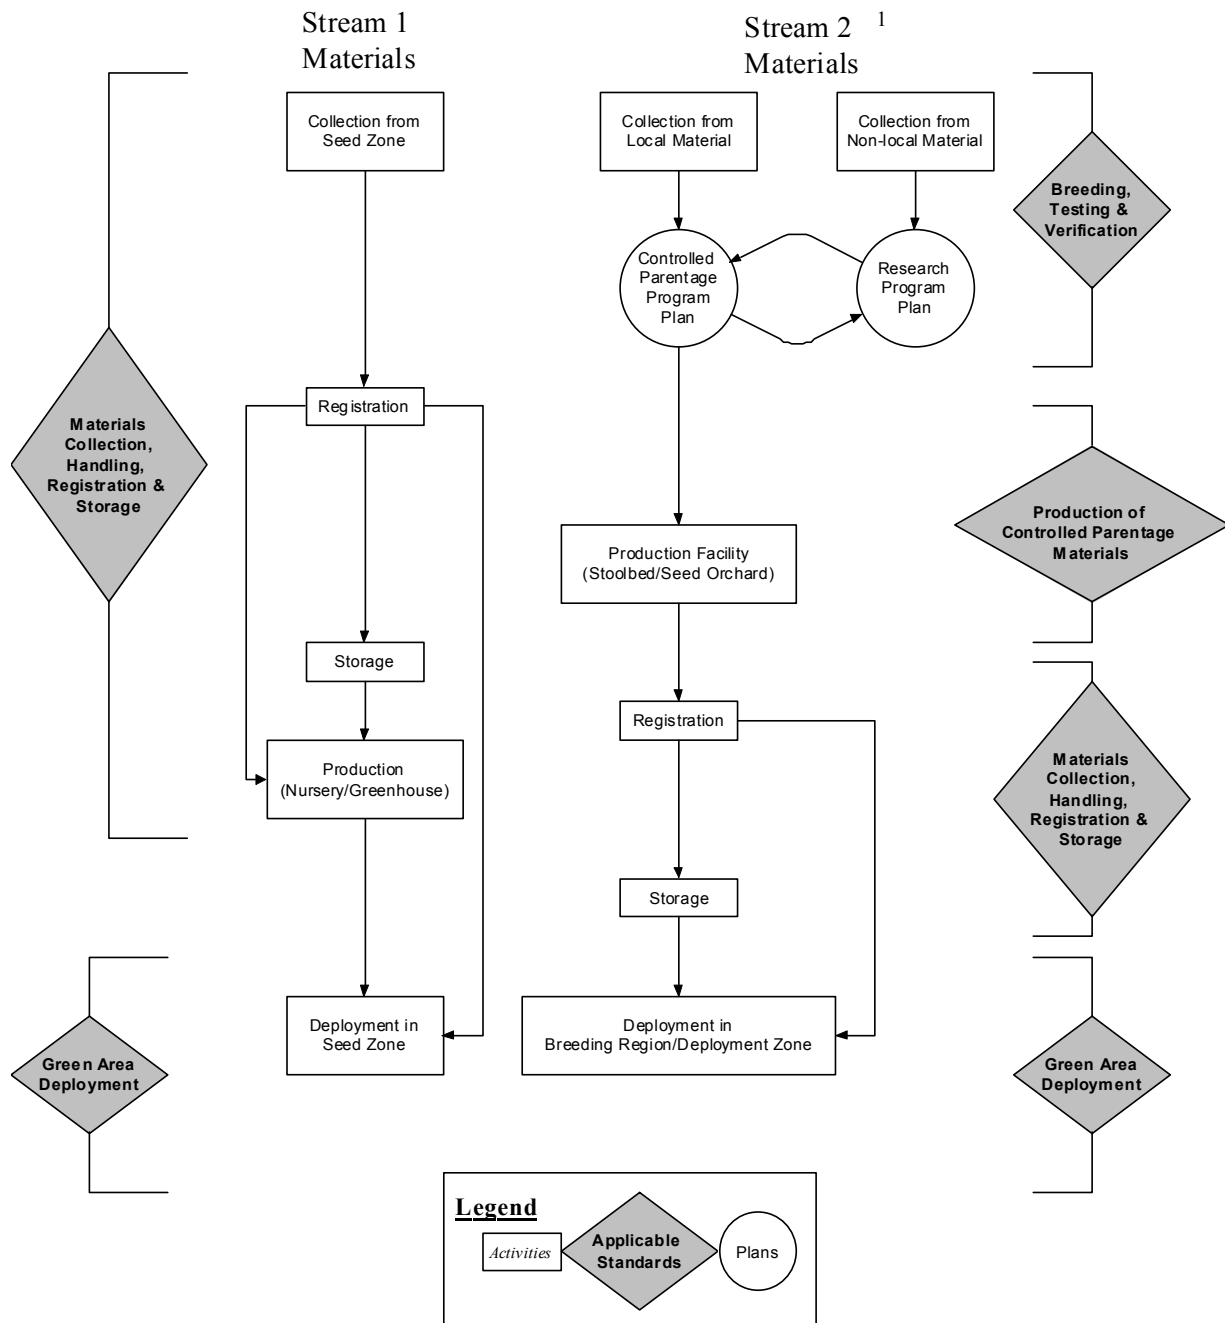 Stream 1
Materials
Stream 2 1
Materials
Collection from
Seed Zone
Collection from
Local Material
Collection from
Non-local Material
Breeding,
Testing &
Verification
Controlled
Parentage
Program
Plan
Research
Program
Plan
Materials
Collection,
Handling,
Registration &
Storage
Registration
Production of
Controlled Parentage
Materials
Production Facility
(Stoolbed/Seed Orchard)
Storage
Registration
Production
(Nursery/Greenhouse)
Materials
Collection,
Handling,
Registration &
Storage
Storage
Deployment in
Seed Zone
Deployment in
Breeding Region/Deployment Zone
Green Area
Deployment
Green Area
Deployment
Legend
Activities
Applicable
Standards
Plans